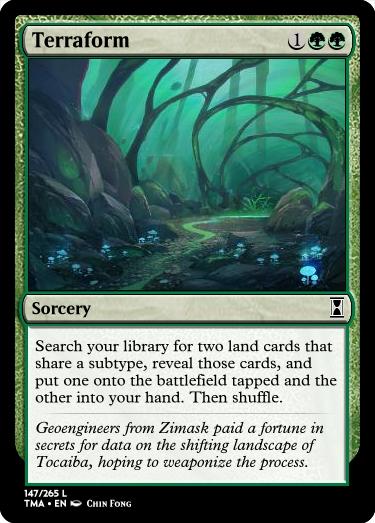 Terraform 1
Sorcery
Search your library for two land cards that
share a subtype, reveal those cards, and
put one onto the battlefield tapped and the
other into your hand. Then shuffle.
Geoengineers from Zimask paid a fortune in
secrets for data on the shifting landscape of
Tocaiba, hoping to weaponize the process.
147/265 L
TMA • EN Chin Fong